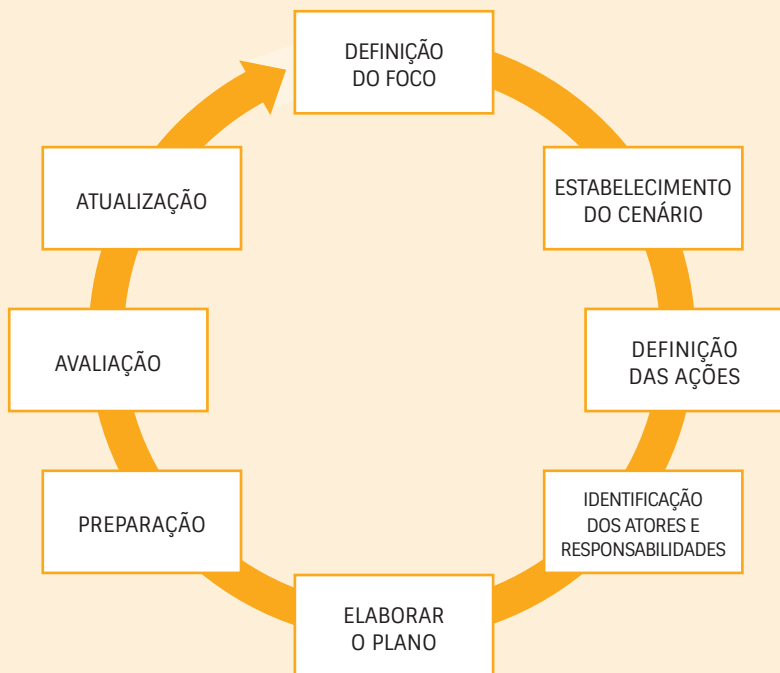 DEFINIÇÃO
DO FOCO
ESTABELECIMENTO
DO CENÁRIO
DEFINIÇÃO
DAS AÇÕES
IDENTIFICAÇÃO
DOS ATORES E
RESPONSABILIDADES
ELABORAR
O PLANO
PREPARAÇÃO
AVALIAÇÃO
ATUALIZAÇÃO